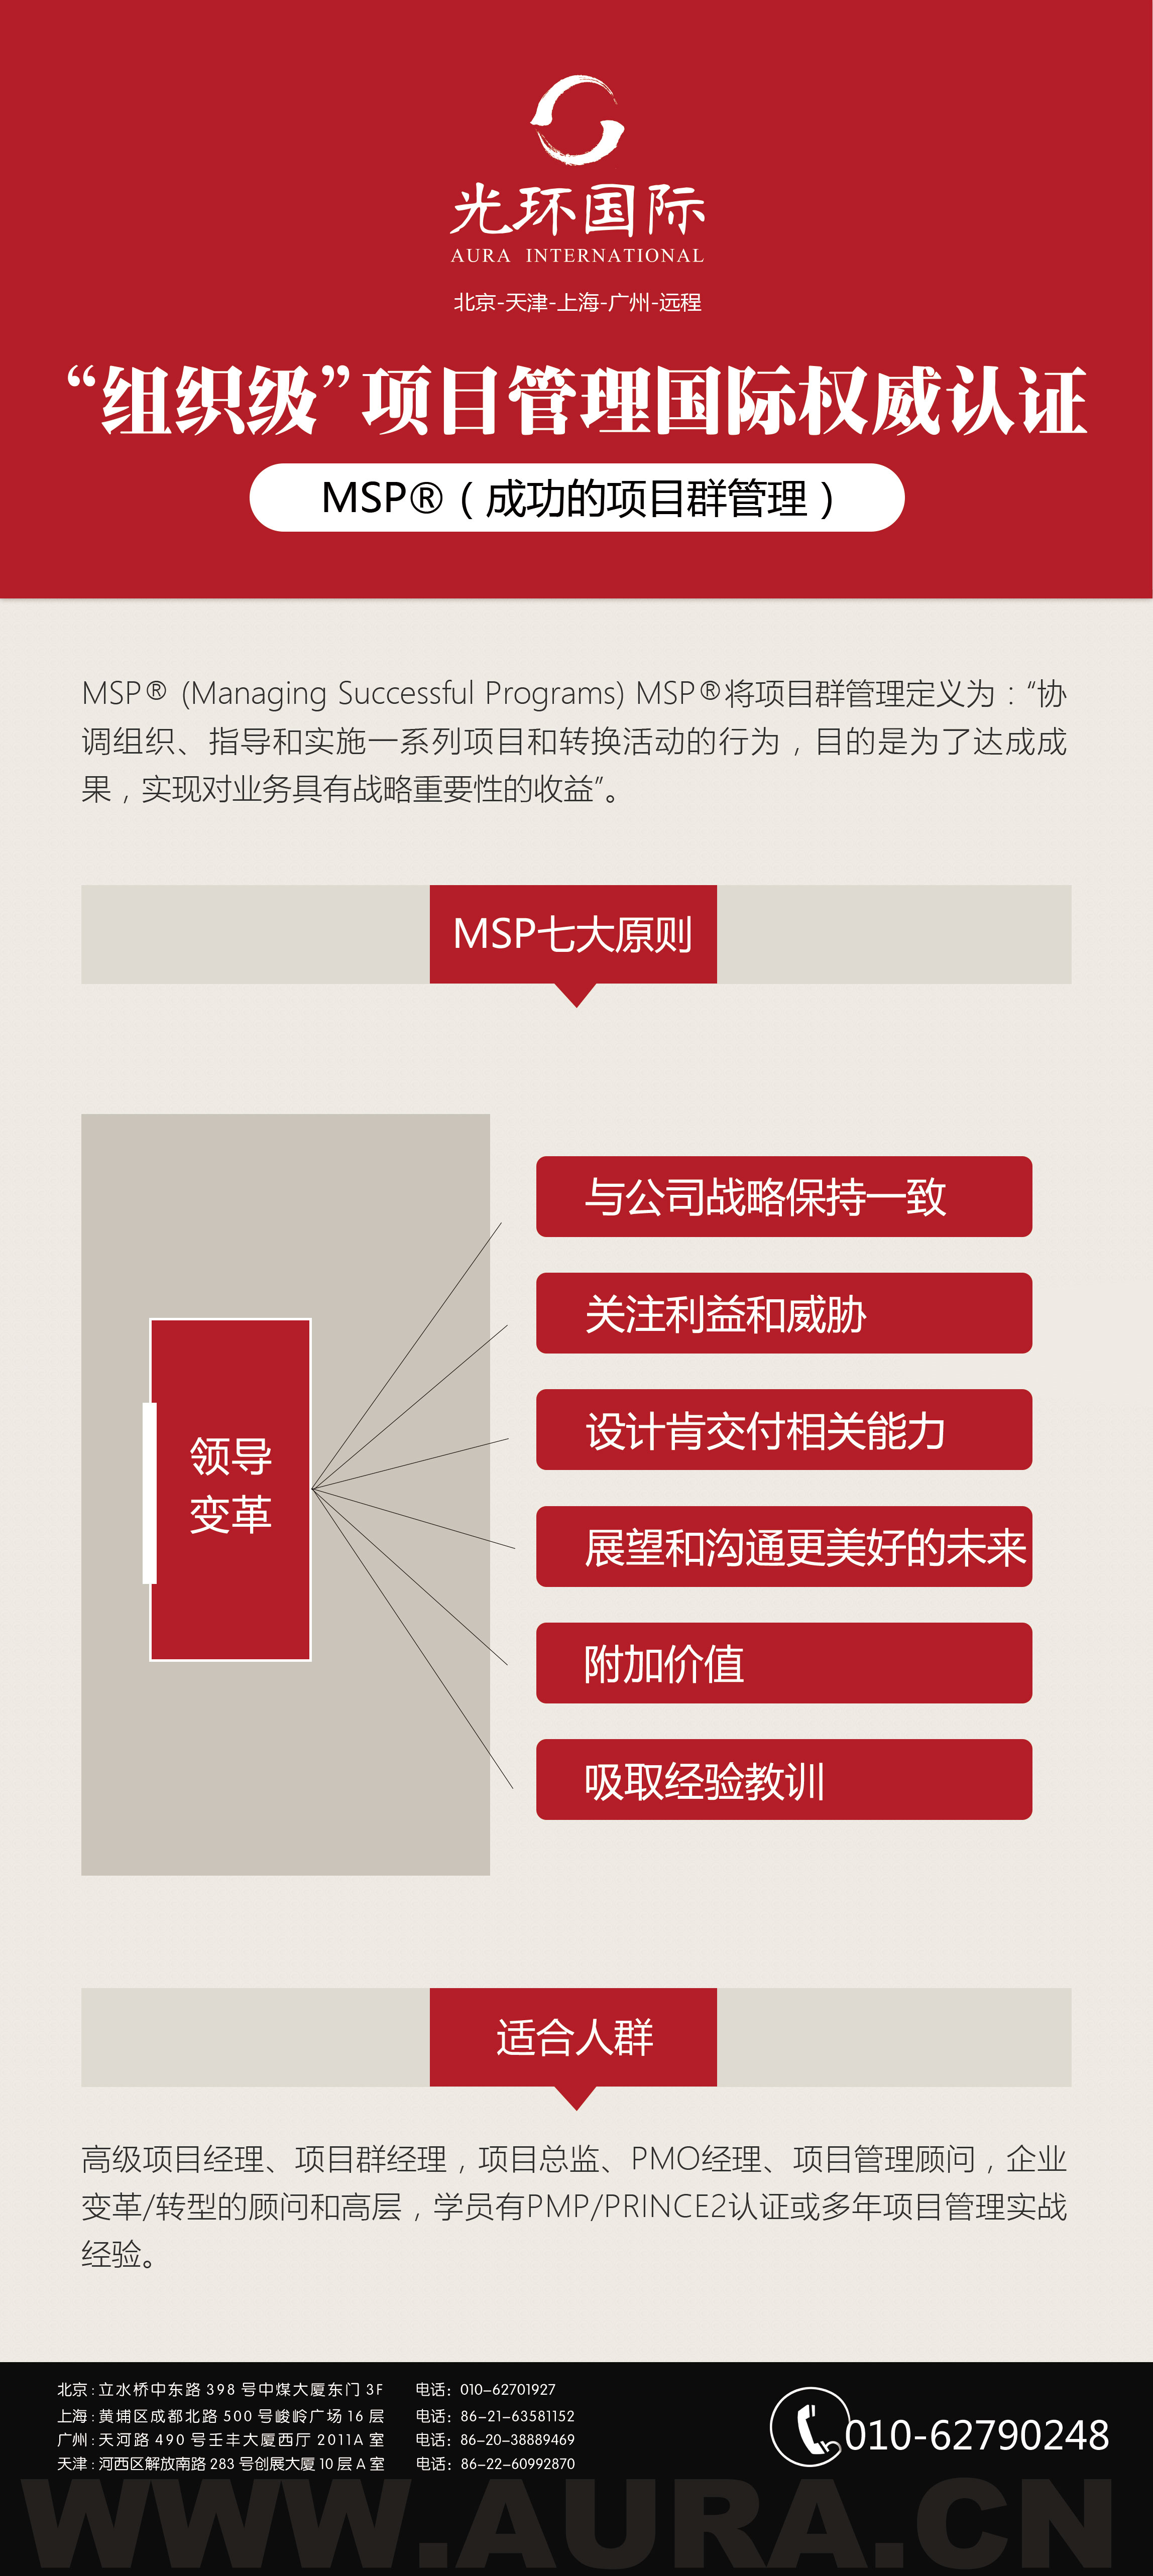 光环国际
AURA INTERNATIONAL
北京-天津-上海-广州-远程
“组织级”项目管理国际权威认证
MSP®（成功的项目群管理）
MSP® (Managing Successful Programs) MSP®将项目群管理定义为：“协
调组织、指导和实施一系列项目和转换活动的行为，目的是为了达成成
果，实现对业务具有战略重要性的收益”。
MSP七大原则
领导
变革
与公司战略保持一致
关注利益和威胁
设计肯交付相关能力
展望和沟通更美好的未来
附加价值
吸取经验教训
适合人群
高级项目经理、项目群经理，项目总监、PMO经理、项目管理顾问，企业
变革/转型的顾问和高层，学员有PMP/PRINCE2认证或多年项目管理实战
经验。
北京：立水桥中东路398号中煤大厦东门3F 电话：010-62701927
上海：黄埔区成都北路500号峻岭广场16层 电话：86-21-63581152
广州：天河路490号壬丰大厦西厅2011A室 电话：86-20-38889469
天津：河西区解放南路283号创展大厦10层A室 电话：86-22-60992870
010-62790248
WWW.AURA.CN